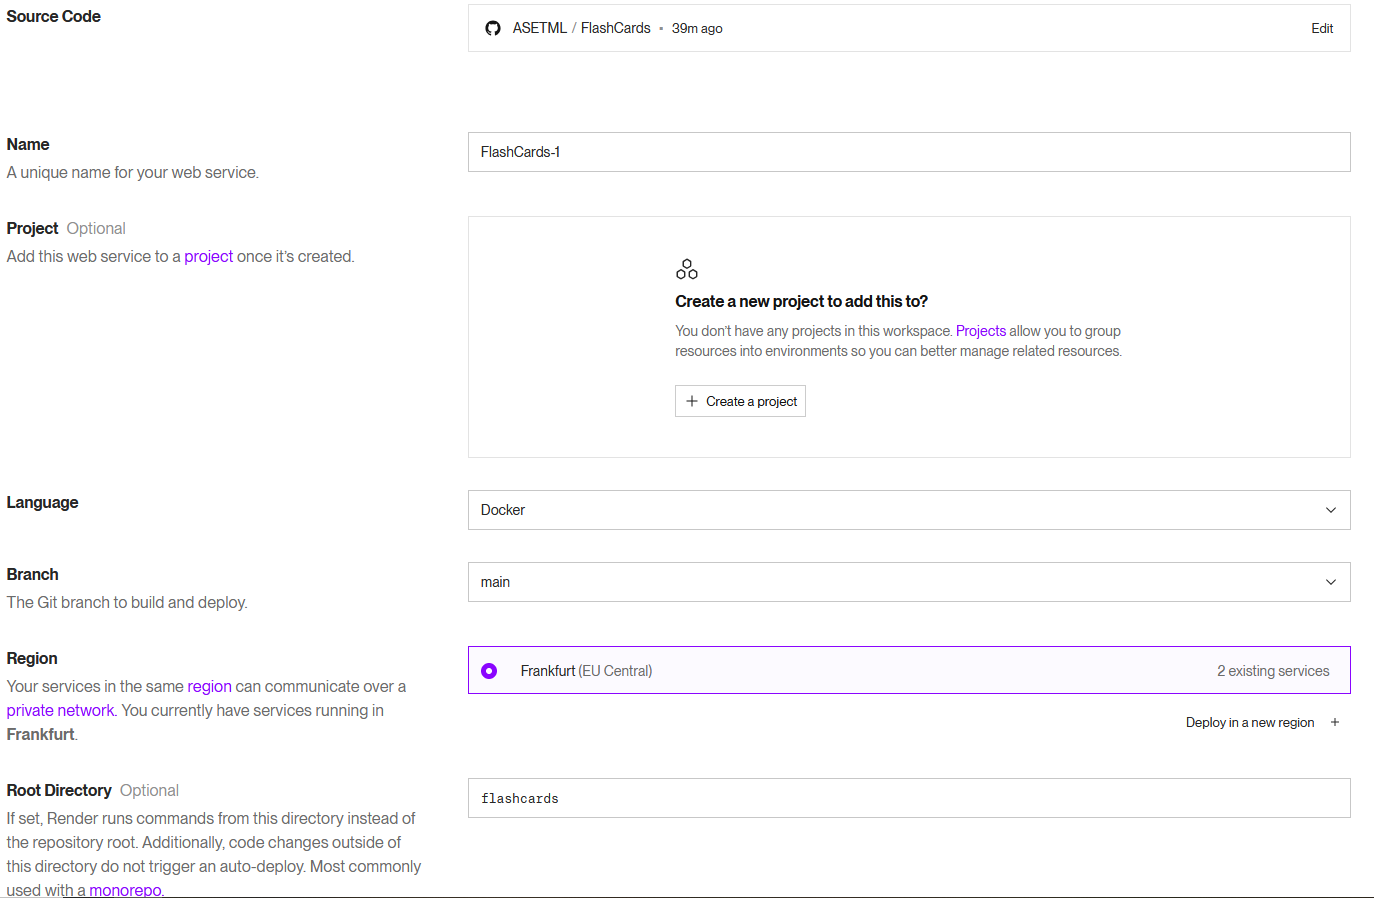 Source Code
ASETML / FlashCards • 39m ago
Edit
Name
A unique name for your web service.
FlashCards-1
Project Optional
Add this web service to a project once it's created.
Create a new project to add this to?
You don't have any projects in this workspace. Projects allow you to group
resources into environments so you can better manage related resources.
+ Create a project
Language
Docker
Branch
The Git branch to build and deploy.
main
Region
Your services in the same region can communicate over a
private network. You currently have services running in
Frankfurt.
Frankfurt (EU Central)
2 existing services
Deploy in a new region +
Root Directory Optional
If set, Render runs commands from this directory instead of
the repository root. Additionally, code changes outside of
this directory do not trigger an auto-deploy. Most commonly
used with a monorepo.
flashcards